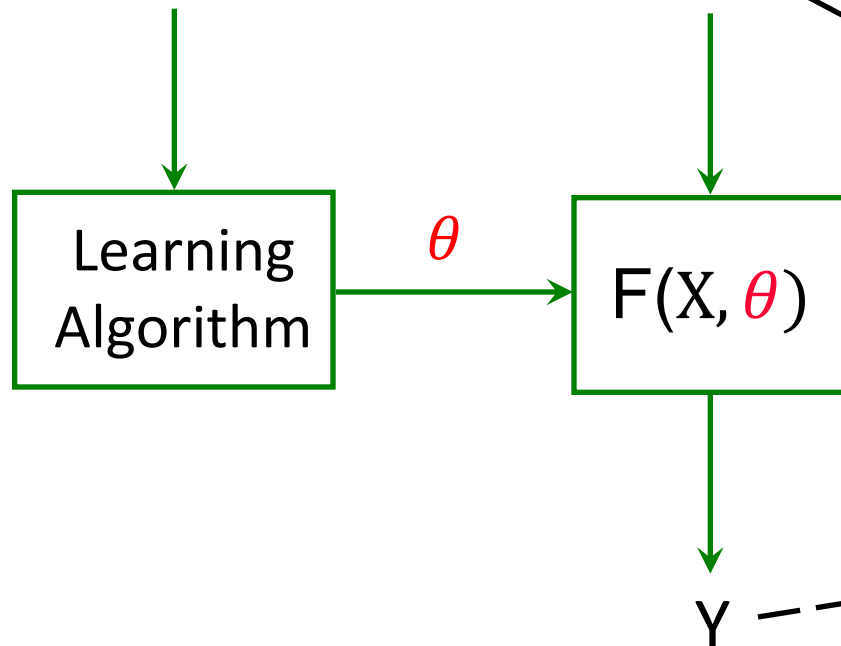 Learning
Algorithm
θ
F(X, θ)
Y